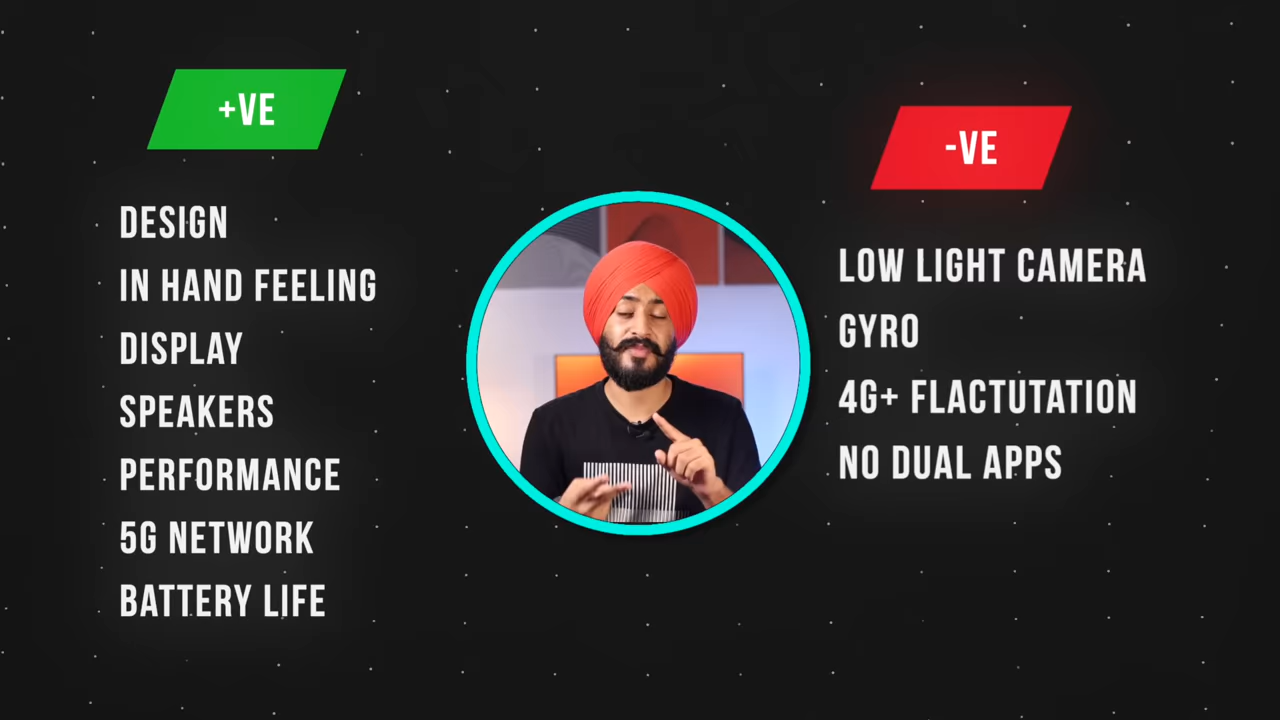 +VE
DESIGN
IN HAND FEELING
DISPLAY
SPEAKERS
PERFORMANCE
5G NETWORK
BATTERY LIFE
-VE
LOW LIGHT CAMERA
GYRO
4G+ FLACTUTATION
NO DUAL APPS